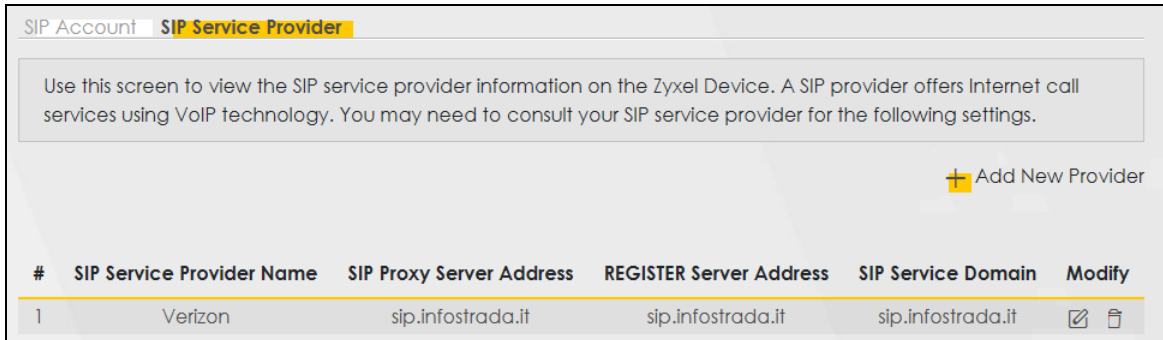 SIP Account SIP Service Provider
Use this screen to view the SIP service provider information on the Zyxel Device. A SIP provider offers Internet call
services using VoIP technology. You may need to consult your SIP service provider for the following settings.
Add New Provider
# SIP Service Provider Name SIP Proxy Server Address REGISTER Server Address SIP Service Domain Modify
1 Verizon sip.infostrada.it sip.infostrada.it sip.infostrada.it